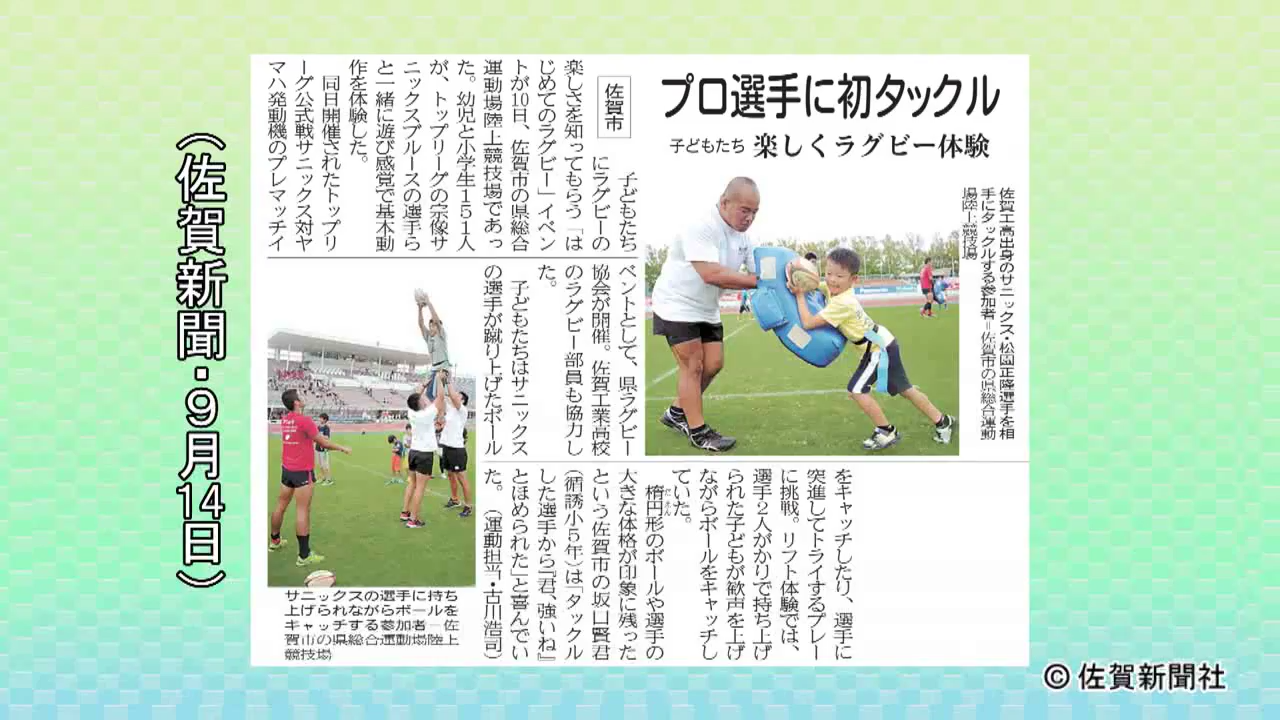 （佐賀新聞・９月14日）
プロ選手に初タックル
子どもたち 楽しくラグビー体験
佐賀市
子どもたち
にラグビーの
楽しさを知ってもらう「は
じめてのラグビー」イベン
トが10日、佐賀市の県総合
運動場陸上競技場であっ
た。幼児と小学生151人
が、トップリーグの宗像サ
ニックスブルースの選手ら
と一緒に遊び感覚で基本動
作を体験した。
同日開催されたトップリ
ーグ公式戦サニックス対ヤ
マハ発動機のプレマッチイ
ベントとして、県ラグビー
協会が開催。佐賀工業高校
のラグビー部員も協力し
た。
子どもたちはサニックス
の選手が蹴り上げたボール
をキャッチしたり、選手に
突進してトライするプレー
に挑戦。リフト体験では、
選手2人がかりで持ち上げ
られた子どもが歓声を上げ
ながらボールをキャッチし
ていた。
楕円形のボールや選手の
だえん
大きな体格が印象に残った
という佐賀市の坂口賢君
（循誘小5年）は「タックル
した選手から『君、強いね』
とほめられた」と喜んでい
た。（運動担当・古川浩司）
佐賀工高出身のサニックス・松園正隆選手を相
手にタックルする参加者＝佐賀市の県総合運動
場陸上競技場
サニックスの選手に持ち
上げられながらボールを
キャッチする参加者＝佐
賀市の県総合運動場陸上
競技場
© 佐賀新聞社